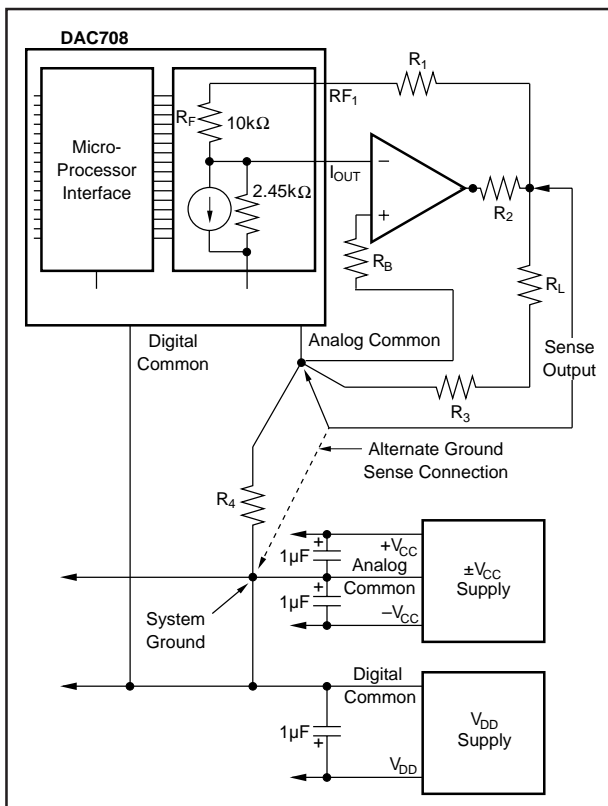 DAC708
Micro-
Processor
Interface
RF
10kΩ
2.45kΩ
RF1
IOUT
R1
−
+
R2
RB
RL
Sense
Output
Digital
Common
Analog Common
R3
Alternate Ground
Sense Connection
R4
System
Ground
+
1µF
+VCC
Analog
Common
+
1µF
−VCC
±VCC
Supply
Digital
Common
1µF
+
VDD
VDD
Supply